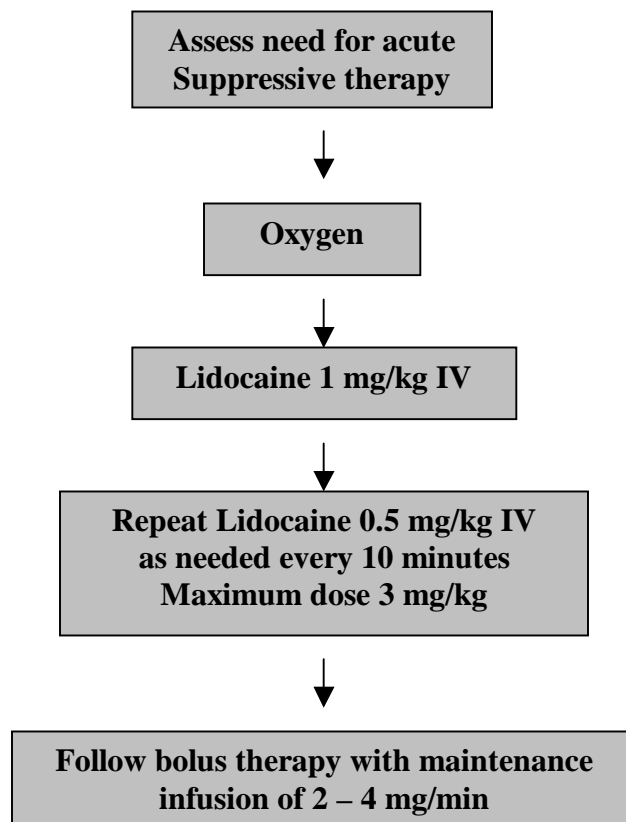 Assess need for acute
Suppressive therapy
Oxygen
Lidocaine 1 mg/kg IV
Repeat Lidocaine 0.5 mg/kg IV
as needed every 10 minutes
Maximum dose 3 mg/kg
Follow bolus therapy with maintenance
infusion of 2 – 4 mg/min